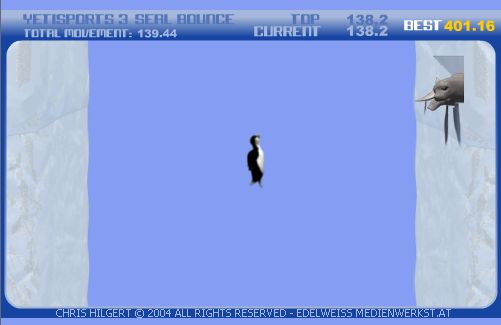 YETISPORTS 3 SEAL BOUNCE TOP 138.2 BEST 401.16
TOTAL MOVEMENT: 139.44 CURRENT 138.2
CHRIS HILGERT © 2004 ALL RIGHTS RESERVED - EDELWEISS MEDIENWERKST.AT